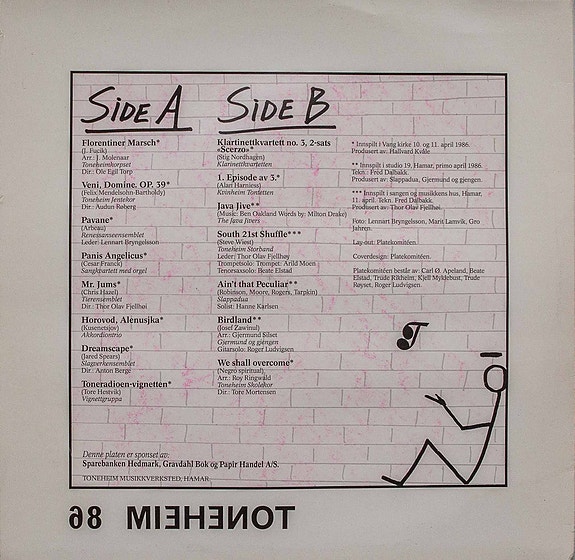 SIDE A
Florentiner Marsch*
(J. Fucik)
Arr.: J. Molenaar
Toneheimkorpset
Dir.: Ole Egil Torp
Veni, Domine. OP. 39*
(Felix Mendelsohn-Bartholdy)
Toneheim Jentekor
Dir.: Audun Røberg
Pavane*
(Arbeau)
Renessanseensemblet
Leder: Lennart Bryngelsson
Panis Angelicus*
(Cesar Franck)
Sangkpartett med orgel
Mr. Jums*
(Chris Hazel)
Tierensemblet
Dir.: Thor Olav Fjellhøi
Horovod, Alenusjka*
(Kusenetsjov)
Akkordiontrio
Dreamscape*
(Jared Spears)
Slagverkensemblet
Dir.: Anton Berge
Toneradioen-vignetten*
(Tore Hestvik)
Vignettgruppa
SIDE B
Klartinettkvartett no. 3, 2-sats
«Scerzo»*
(Stig Nordhagen)
Klarinettkvartetten
1. Episode av 3.*
(Alan Harniess)
Kvinheim Tontetten
Java Jive**
(Music: Ben Oakland Words by: Milton Drake)
The Java Jivers
South 21st Shuffle***
(Steve Wiest)
Toneheim Storband
Leder: Thor Olav Fjellhøi
Trompetsolo: Trompet: Arild Moen
Tenorsaxsolo: Beate Elstad
Ain't that Peculiar**
(Robinson, Moore, Rogers, Tarpkin)
Slappadua
Solist: Hanne Karlsen
Birdland**
(Josef Zawinul)
Arr.: Gjermund Silset
Gjermund og gjengen
Gitarsolo: Roger Ludvigsen
We shall overcome*
(Negro spiritual)
Arr.: Roy Ringwald
Toneheim Skolekor
Dir.: Tore Mortensen
* Innspilt i Vang kirke 10. og 11. april 1986.
Produsert av: Hallvard Kvåle
** Innspilt i studio 19, Hamar, primo april 1986.
Tekn.: Fred Dalbakk.
Produsert av: Slappadua, Gjermund og gjengen.
*** Innspilt i sangen og musikkens hus, Hamar,
11. april. Tekn. Fred Dalbakk.
Produsert av: Thor Olav Fjellhøi.
Foto: Lennart Bryngelsson, Marit Lamvik, Gro
Jahren.
Lay-out: Platekomitéen.
Coverdesign: Platekomitéen.
Platekomitéen består av: Carl Ø. Apeland, Beate
Elstad, Trude Rikheim, Kjell Myklebust, Trude
Røyset, Roger Ludvigsen.
Denne platen er sponset av:
Sparebanken Hedmark, Gravdahl Bok og Papir Handel A/S.
TONEHEIM MUSIKKVERKSTED, HAMAR
TONEHEIM 86